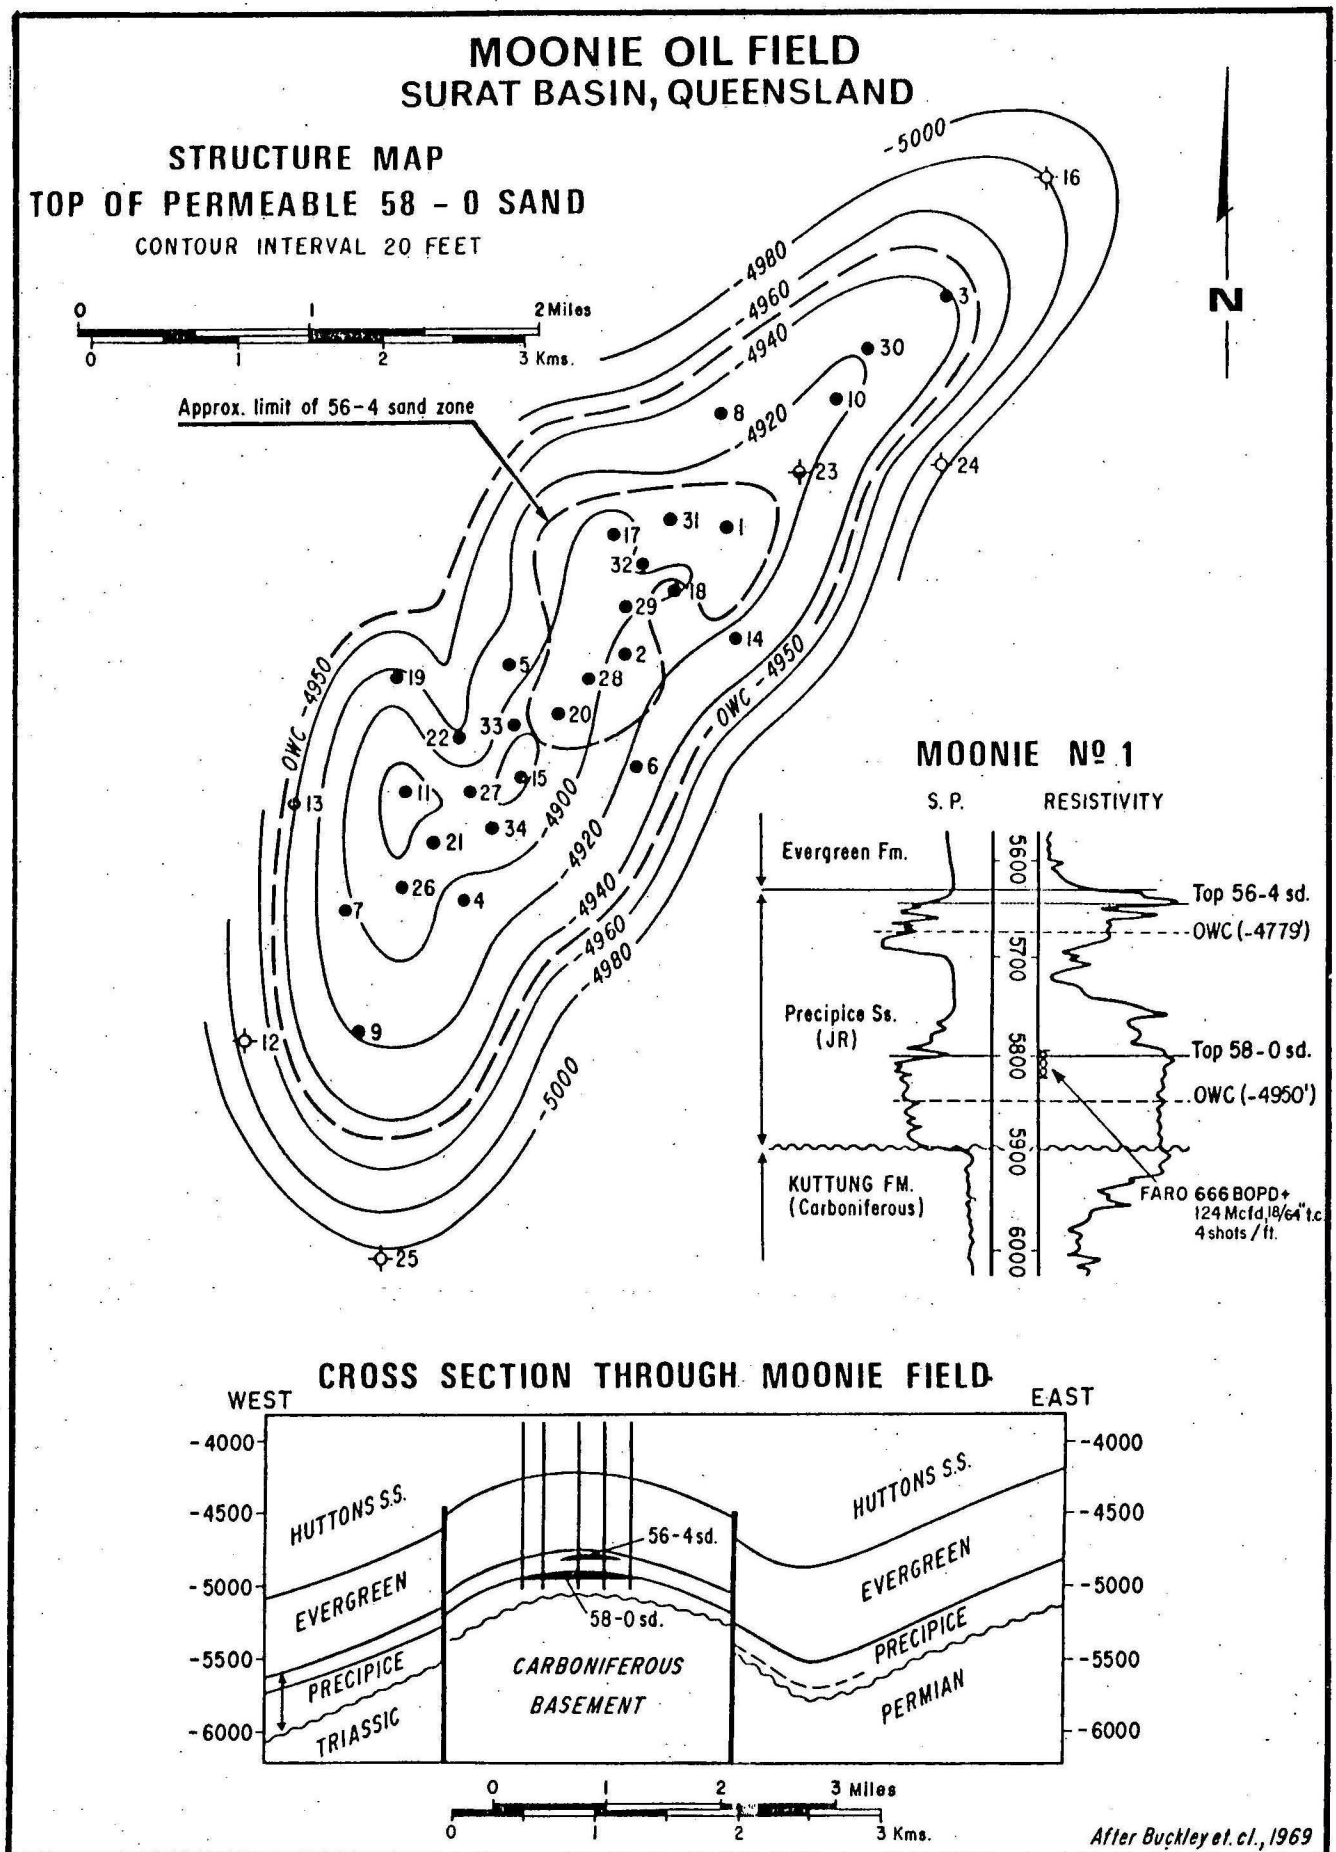 MOONIE OIL FIELD
SURAT BASIN, QUEENSLAND
STRUCTURE MAP
TOP OF PERMEABLE 58 - 0 SAND
CONTOUR INTERVAL 20 FEET
0 1 2 Miles
0 1 2 3 Kms.
N
Approx. limit of 56-4 sand zone
-5000
-4980
-4960
-4940
-4920
16
3
30
10
8
23
24
31
1
17
32
18
29
14
2
5
28
19
20
33
22
15
6
11
27
13
34
21
26
4
7
9
12
25
OWC -4950
OWC -4950
-4900
-4920
-4940
-4960
-4980
-5000
MOONIE Nº 1
S. P. RESISTIVITY
Evergreen Fm.
5600
Top 56-4 sd.
OWC (-4779')
5700
Precipice Ss.
(JR)
5800
Top 58-0 sd.
OWC (-4950')
5900
KUTTUNG FM.
(Carboniferous)
FARO 666 BOPD+
124 Mcfd,18/64" t.c
4 shots / ft.
6000
CROSS SECTION THROUGH MOONIE FIELD
WEST EAST
-4000 -4000
-4500 -4500
-5000 -5000
-5500 -5500
-6000 -6000
HUTTONS S.S.
EVERGREEN
PRECIPICE
TRIASSIC
56-4 sd.
58-0 sd.
CARBONIFEROUS
BASEMENT
HUTTONS S.S.
EVERGREEN
PRECIPICE
PERMIAN
0 1 2 3 Miles
0 1 2 3 Kms.
After Buckley et. cl., 1969